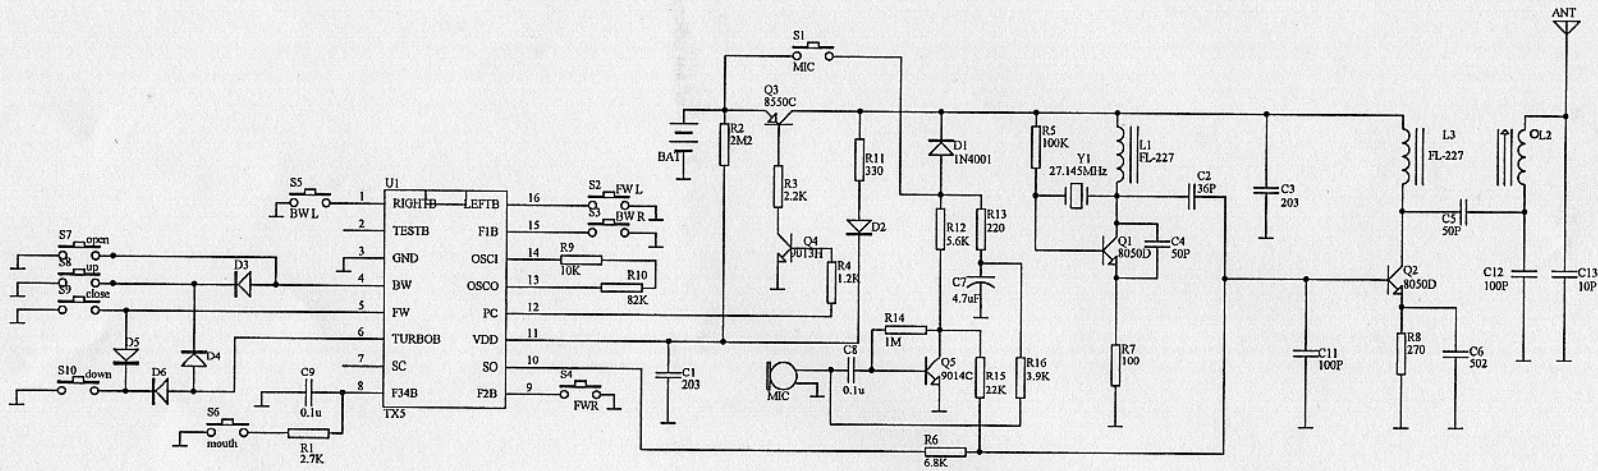 ANT
S1
MIC
Q3
8550C
R2
2M2
BAT
R11
330
D1
1N4001
R5
100K
Y1
27.145MHz
L1
FL-227
C2
36P
C3
203
L3
FL-227
L2
R3
2.2K
D2
R12
5.6K
R13
220
Q4
9013H
R4
1.2K
C7
4.7uF
Q1
8050D
C4
50P
C5
50P
Q2
8050D
C12
100P
C13
10P
U1
S5
BWL
1
RIGHTB
LEFTB
16
S2
FWL
2
TESTB
F1B
15
S3
BWR
3
GND
OSCI
14
R9
10K
S7
open
S8
up
D3
4
BW
OSCO
13
R10
82K
S9
close
5
FW
PC
12
6
TURBOB
VDD
11
D5
D4
7
SC
SO
10
S10
down
D6
8
F34B
F2B
9
S4
FWR
TX5
C9
0.1u
S6
mouth
R1
2.7K
C1
203
R14
1M
MIC
C8
0.1u
Q5
9014C
R15
22K
R16
3.9K
R6
6.8K
R7
100
C11
100P
R8
270
C6
502